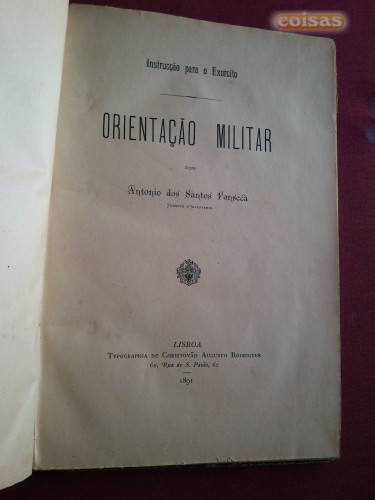 coisas
Instrucção para o Exercito
ORIENTAÇÃO MILITAR
POR
Antonio dos Santos Fonseca
LISBOA
TYPOGRAPHIA DE CHRISTOVÃO AUGUSTO RODRIGUES
60, Rua de S. Paulo, 62
1891